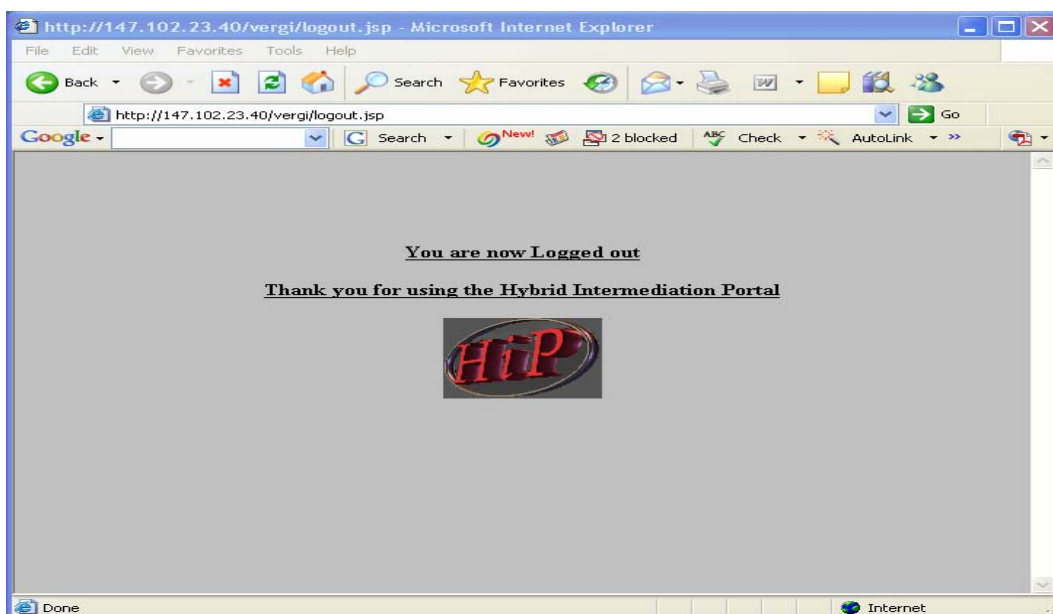 http://147.102.23.40/vergi/logout.jsp - Microsoft Internet Explorer
File Edit View Favorites Tools Help
Back Search Favorites W
http://147.102.23.40/vergi/logout.jsp Go
Google G Search New! 2 blocked ABC Check AutoLink »
You are now Logged out
Thank you for using the Hybrid Intermediation Portal
HiP
Done Internet